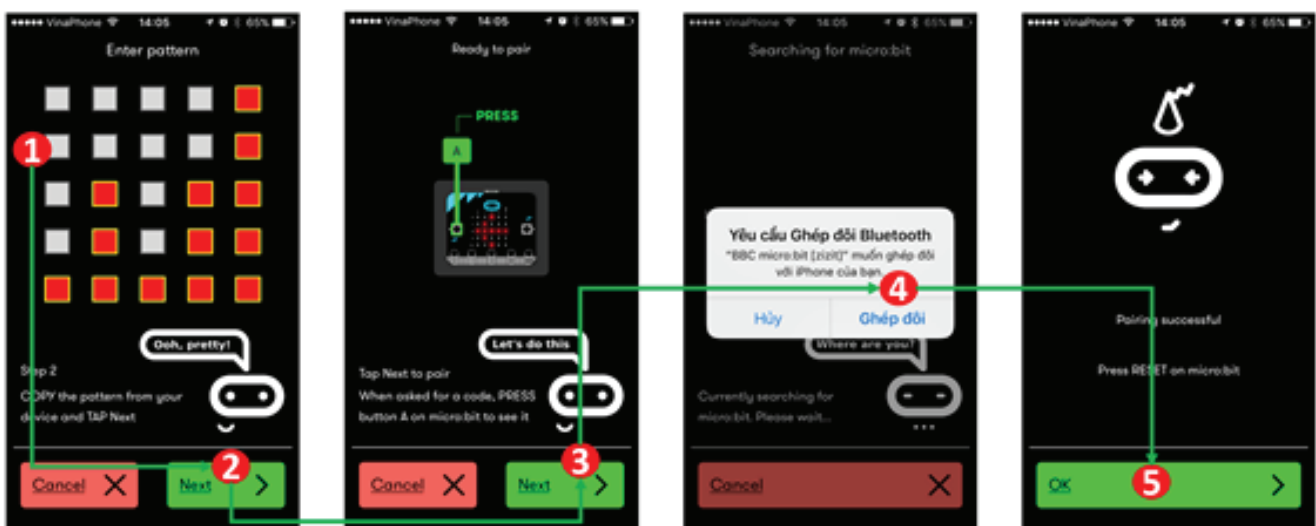 VinaPhone 14:05 65%
Enter pattern
1
Ooh, pretty!
Step 2
COPY the pattern from your
device and TAP Next
2
Cancel
Next
VinaPhone 14:05 65%
Ready to pair
PRESS
A
Let's do this
Tap Next to pair
When asked for a code, PRESS
button A on micro:bit to see it
3
Cancel
Next
VinaPhone 14:05 65%
Searching for micro:bit
Yêu cầu Ghép đôi Bluetooth
"BBC micro:bit [zizit]" muốn ghép đôi
với iPhone của bạn.
4
Hủy
Ghép đôi
Where are you?
Currently searching for
micro:bit. Please wait...
Cancel
VinaPhone 14:05 65%
Pairing successful
Press RESET on micro:bit
OK
5